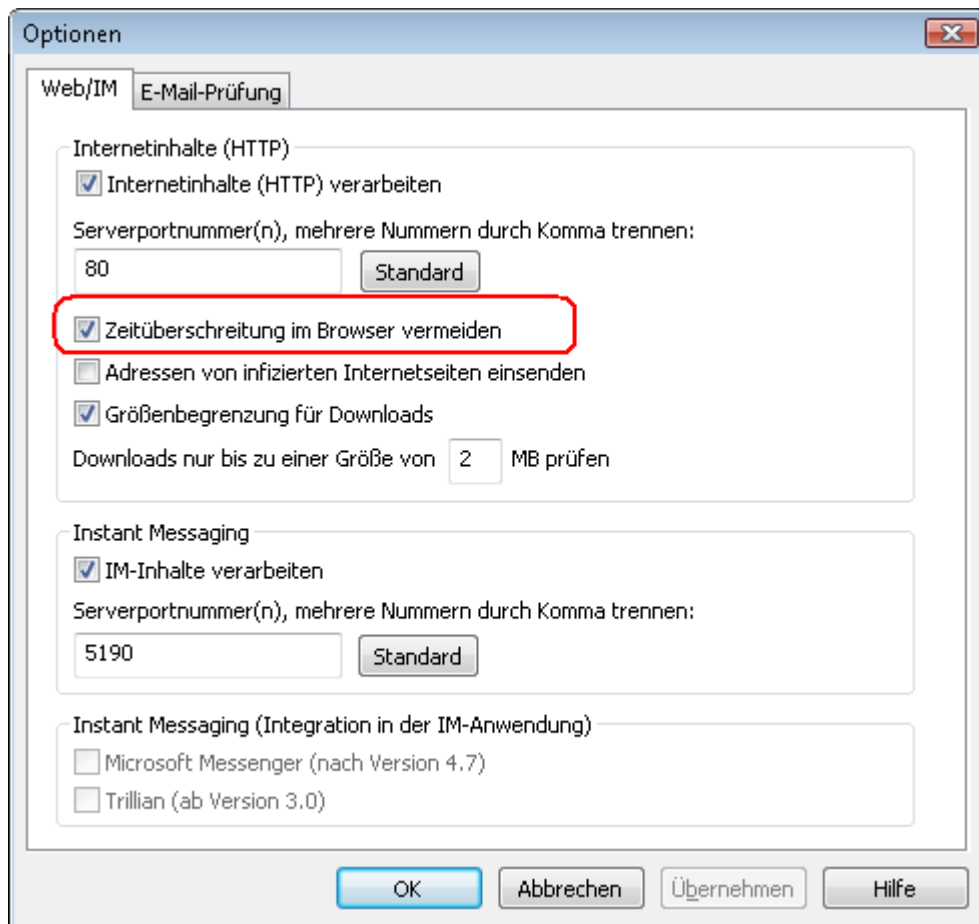 Optionen
Web/IM
E-Mail-Prüfung
Internetinhalte (HTTP)
Internetinhalte (HTTP) verarbeiten
Serverportnummer(n), mehrere Nummern durch Komma trennen:
80 Standard
Zeitüberschreitung im Browser vermeiden
Adressen von infizierten Internetseiten einsenden
Größenbegrenzung für Downloads
Downloads nur bis zu einer Größe von 2 MB prüfen
Instant Messaging
IM-Inhalte verarbeiten
Serverportnummer(n), mehrere Nummern durch Komma trennen:
5190 Standard
Instant Messaging (Integration in der IM-Anwendung)
Microsoft Messenger (nach Version 4.7)
Trillian (ab Version 3.0)
OK Abbrechen Übernehmen Hilfe